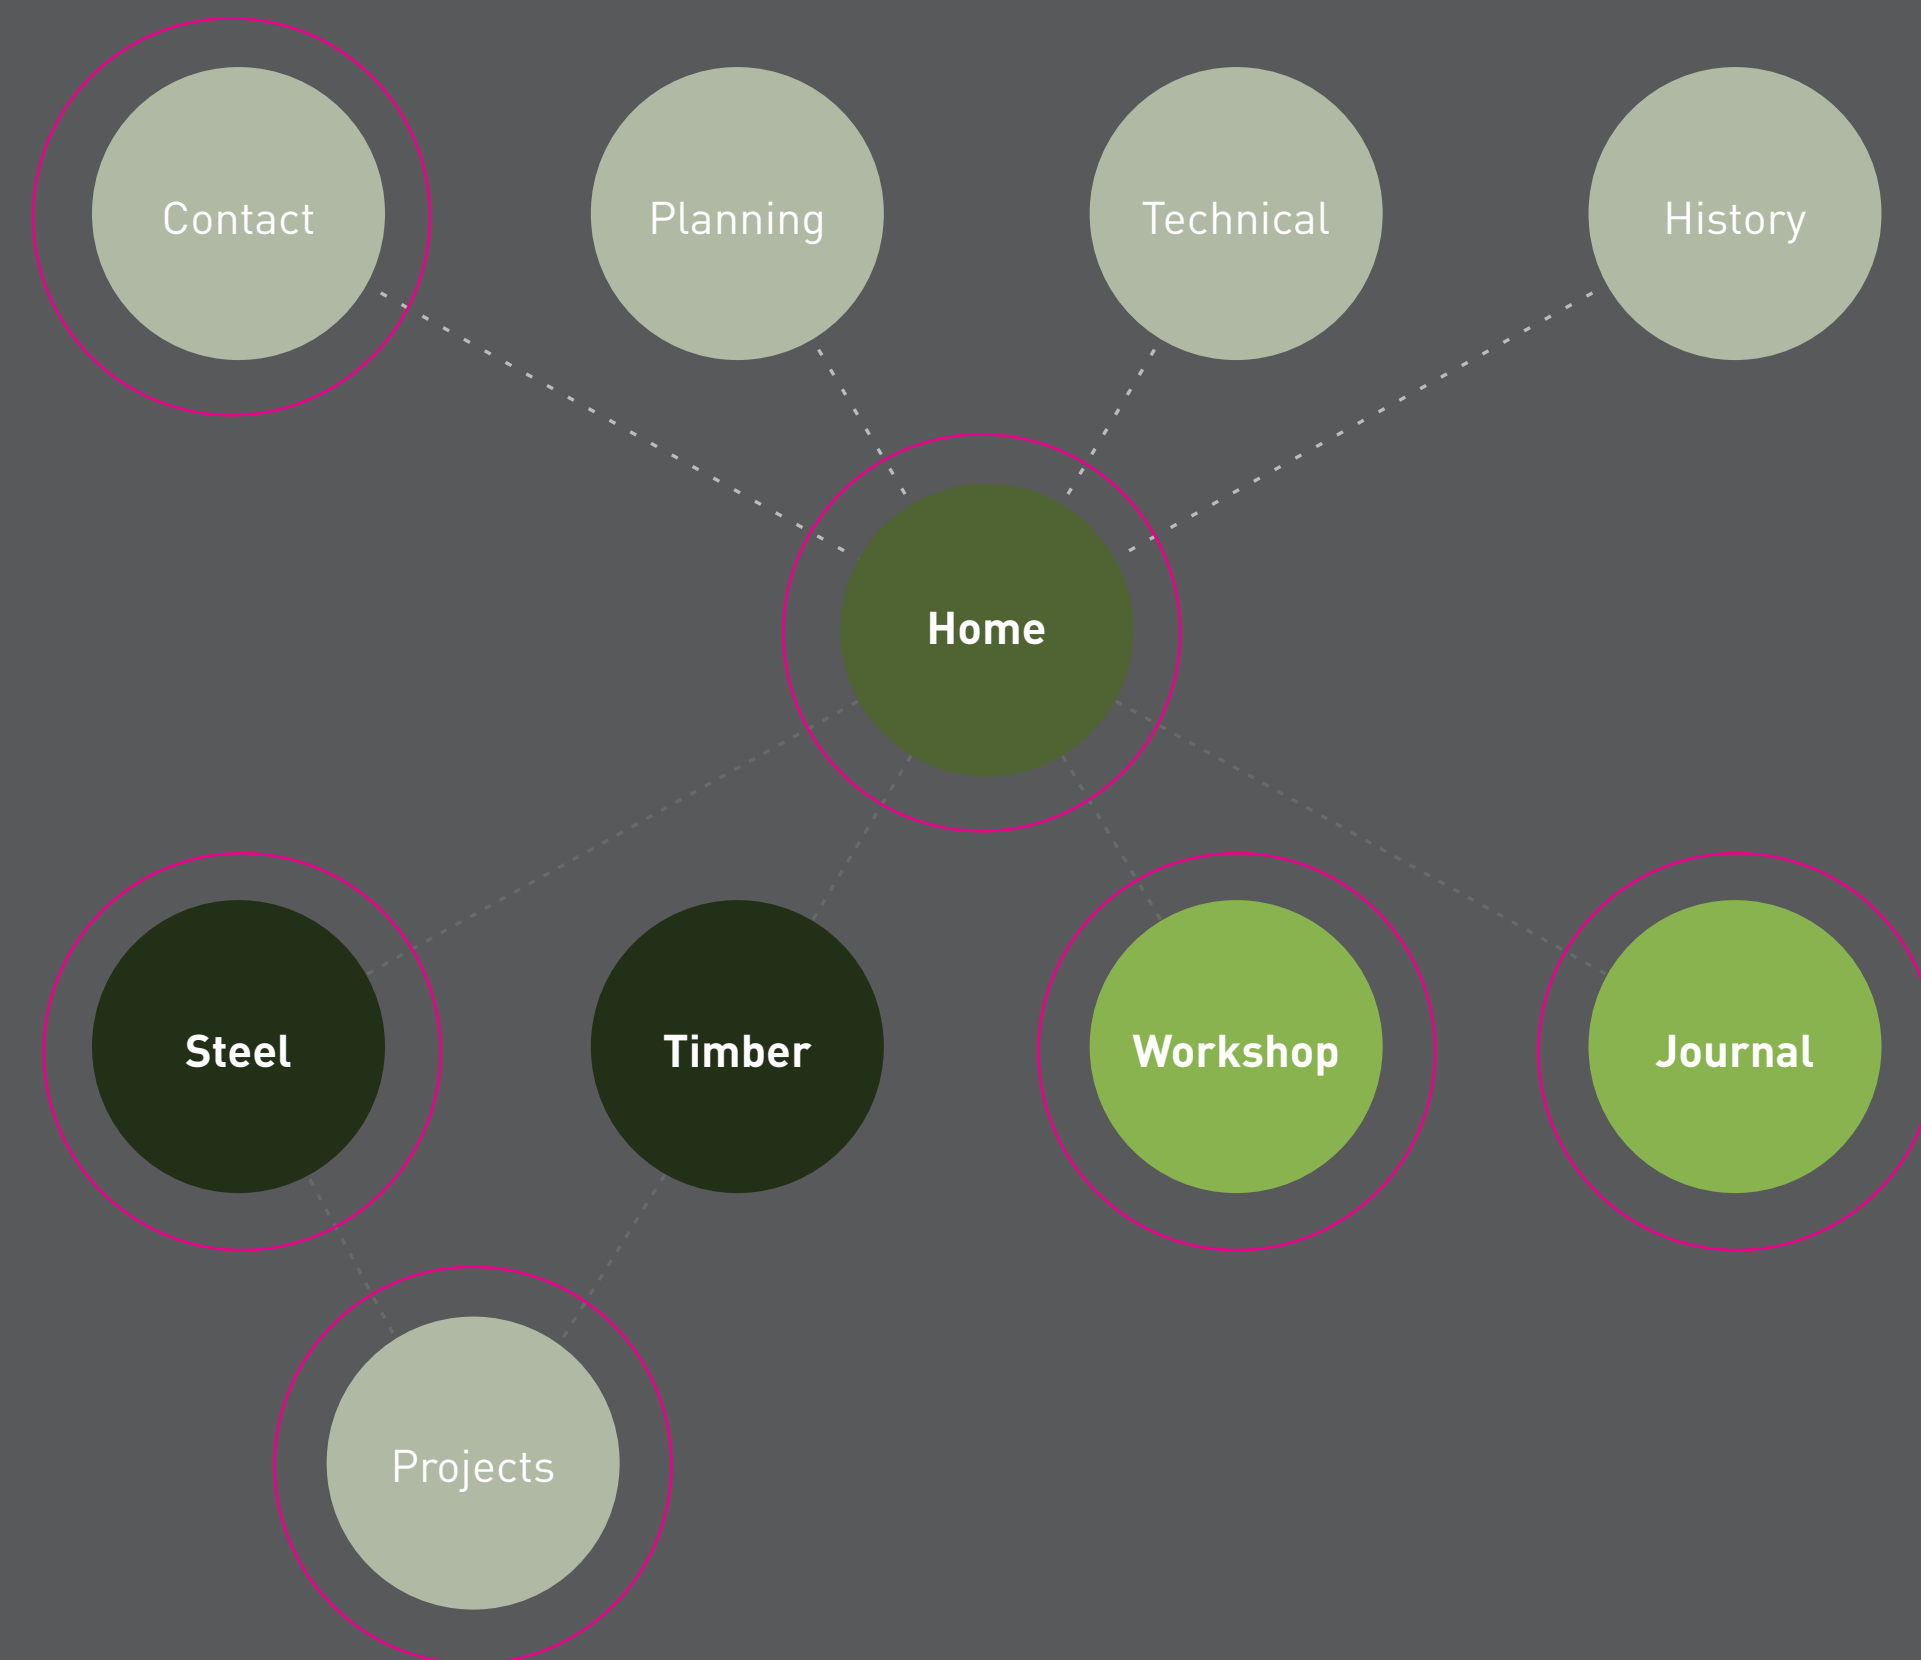 Contact
Planning
Technical
History
Home
Steel
Timber
Workshop
Journal
Projects